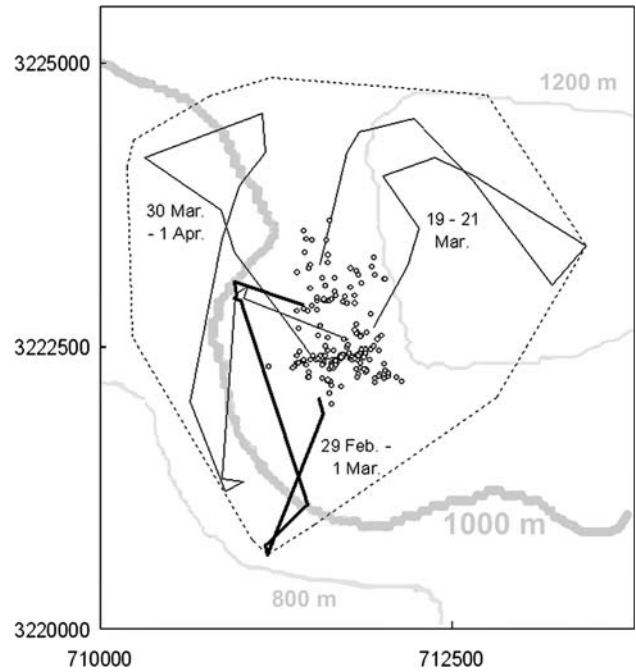 3225000
1200 m
30 Mar.
- 1 Apr.
19 - 21
Mar.
3222500
29 Feb. -
1 Mar.
1000 m
800 m
3220000
710000
712500